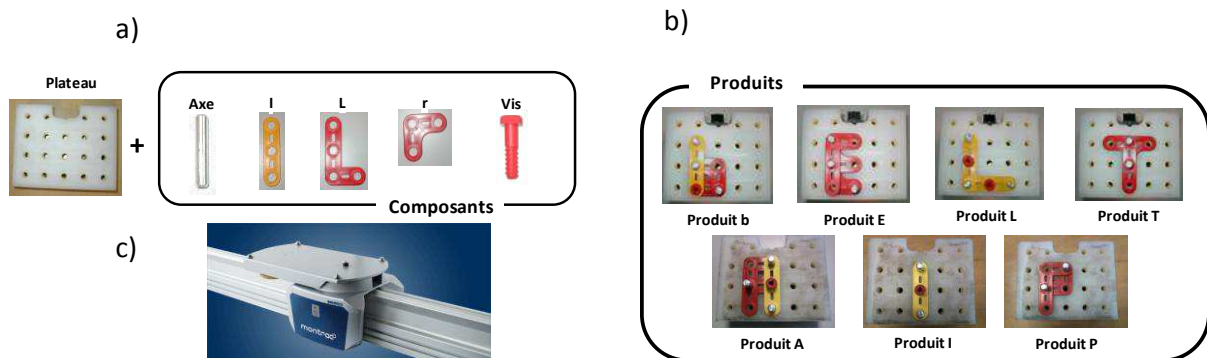 a)
Plateau
+
Axe
I
L
r
Vis
Composants
c)
montrac
b)
Produits
Produit b
Produit E
Produit L
Produit T
Produit A
Produit I
Produit P